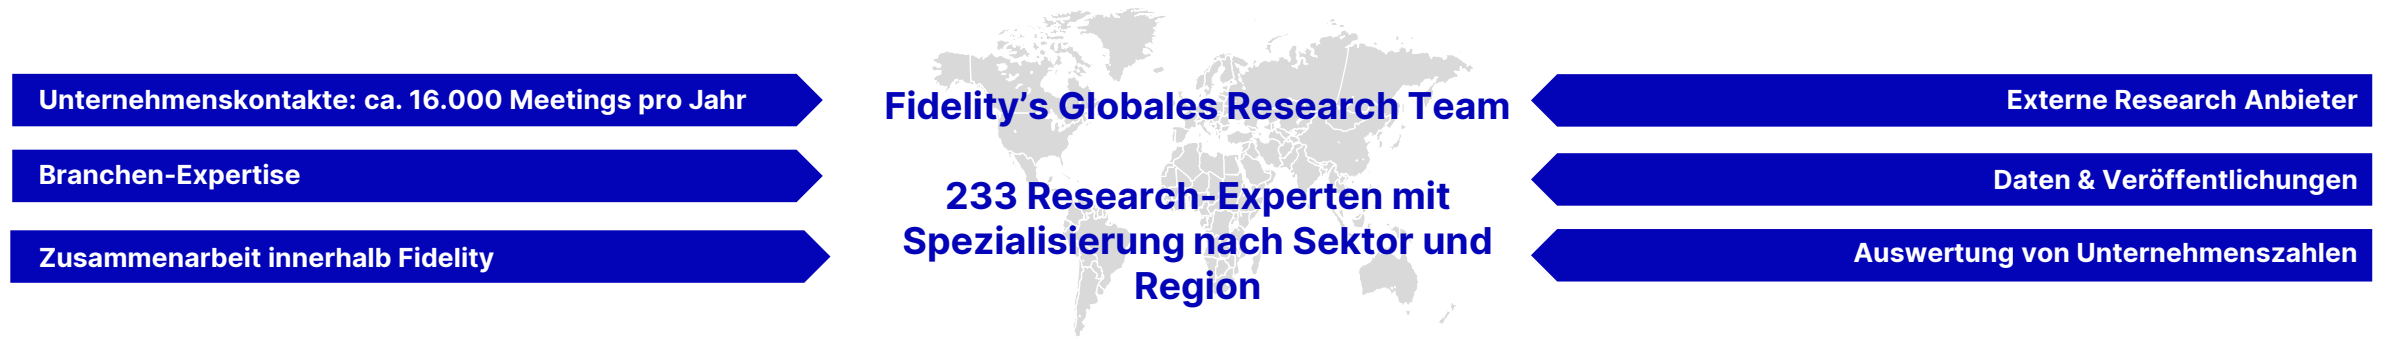 Unternehmenskontakte: ca. 16.000 Meetings pro Jahr
Branchen-Expertise
Zusammenarbeit innerhalb Fidelity
Fidelity’s Globales Research Team
233 Research-Experten mit
Spezialisierung nach Sektor und
Region
Externe Research Anbieter
Daten & Veröffentlichungen
Auswertung von Unternehmenszahlen